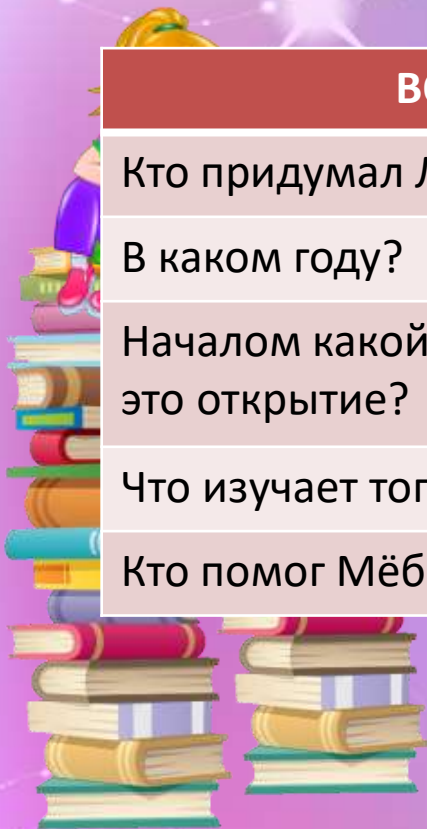 Кто придумал
В каком году?
Началом какой
это открытие?
Что изучает
Кто помог